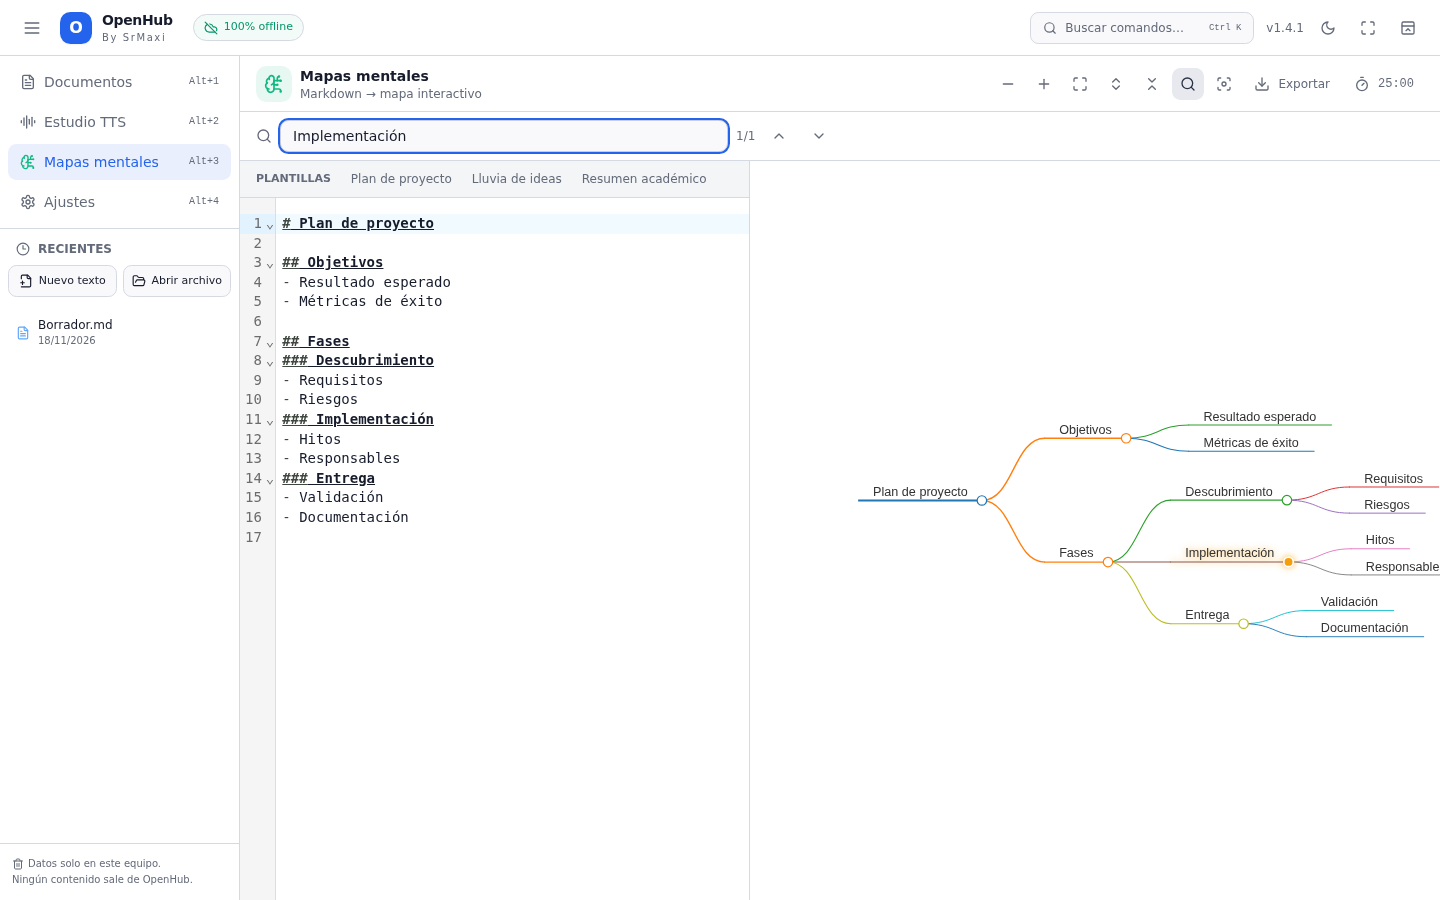 O
OpenHub
By SrMaxi
100% offline
Buscar comandos...
Ctrl K
v1.4.1
Documentos Alt+1
Estudio TTS Alt+2
Mapas mentales Alt+3
Ajustes Alt+4
RECIENTES
Nuevo texto
Abrir archivo
Borrador.md
18/11/2026
Datos solo en este equipo.
Ningún contenido sale de OpenHub.
Mapas mentales
Markdown → mapa interactivo
Exportar
25:00
Implementación
1/1
PLANTILLAS Plan de proyecto Lluvia de ideas Resumen académico
1 # Plan de proyecto
2
3 ## Objetivos
4 - Resultado esperado
5 - Métricas de éxito
6
7 ## Fases
8 ### Descubrimiento
9 - Requisitos
10 - Riesgos
11 ### Implementación
12 - Hitos
13 - Responsables
14 ### Entrega
15 - Validación
16 - Documentación
17
Plan de proyecto
Objetivos
Resultado esperado
Métricas de éxito
Fases
Descubrimiento
Requisitos
Riesgos
Implementación
Hitos
Responsable
Entrega
Validación
Documentación